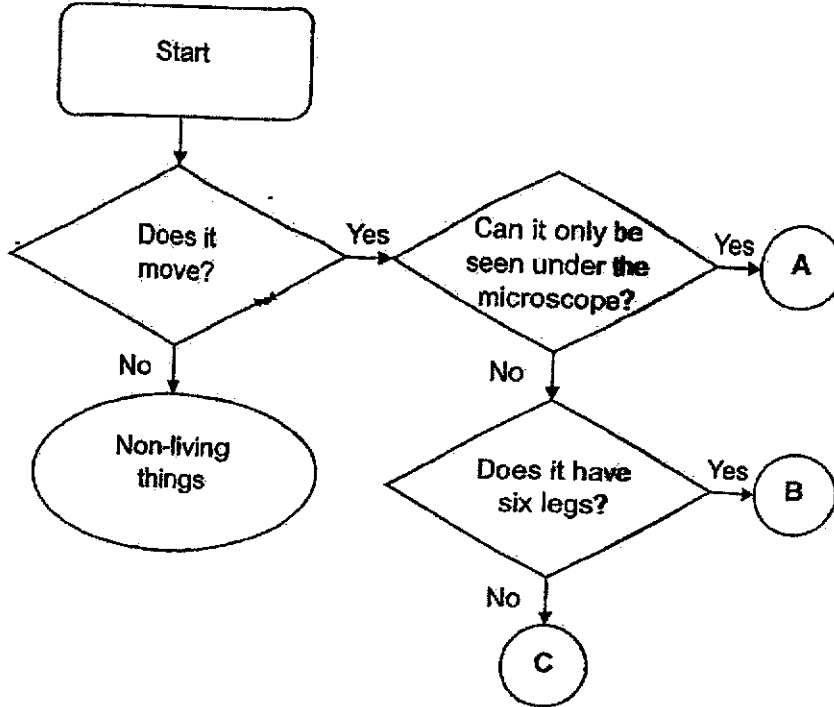 Start
Does it
move?
Yes
Can it only be
seen under the
microscope?
Yes
A
No
No
Non-living
things
Does it have
six legs?
Yes
B
No
C